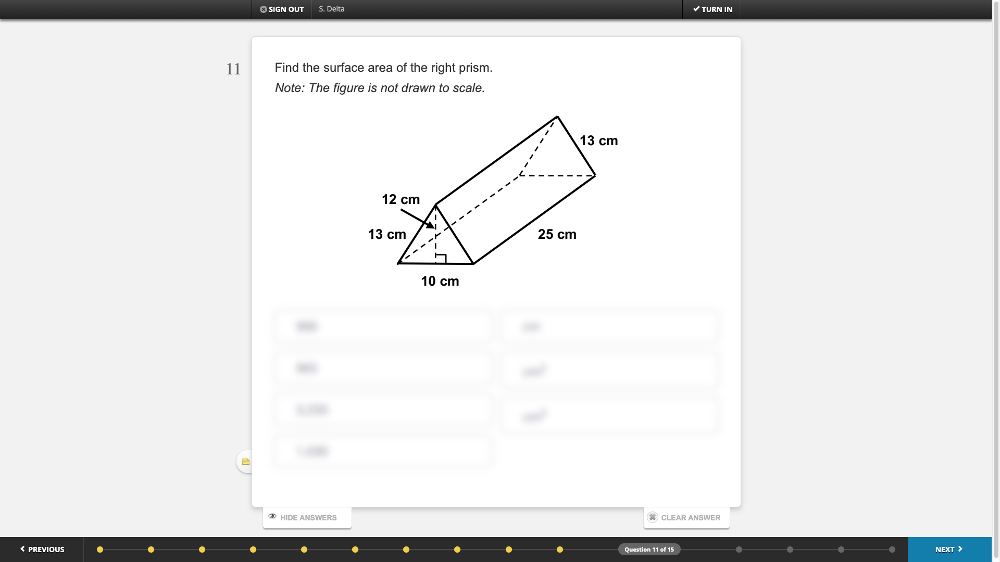 SIGN OUT
S. Delta
TURN IN
11
Find the surface area of the right prism.
Note: The figure is not drawn to scale.
13 cm
12 cm
13 cm
25 cm
10 cm
HIDE ANSWERS
CLEAR ANSWER
PREVIOUS
Question 11 of 15
NEXT